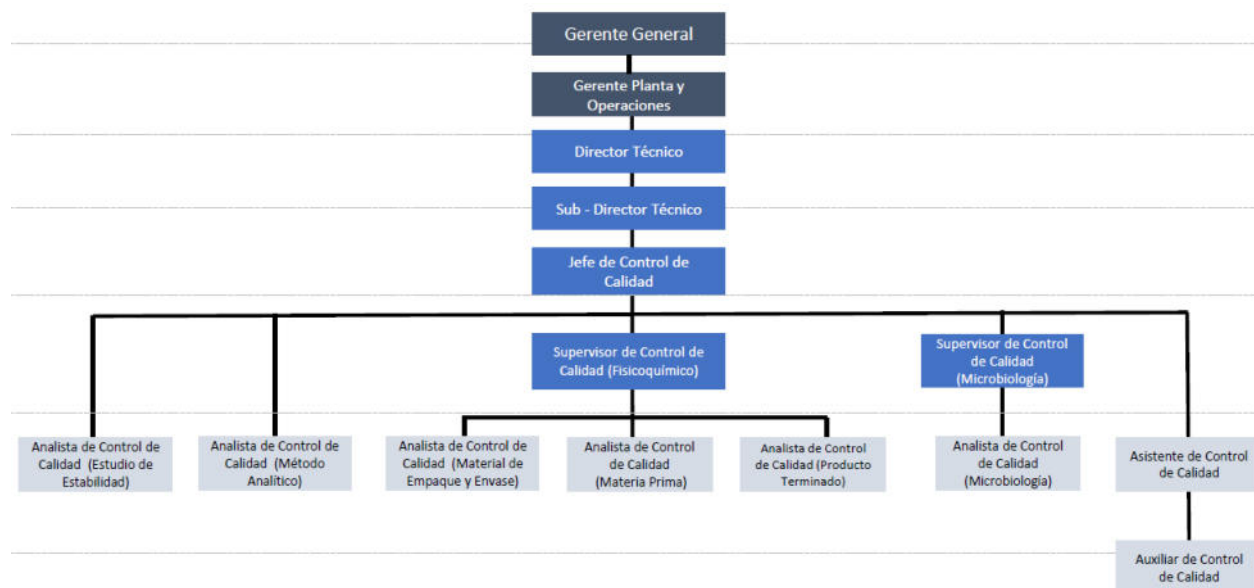 Gerente General
Gerente Planta y
Operaciones
Director Técnico
Sub - Director Técnico
Jefe de Control de
Calidad
Supervisor de Control de
Calidad (Fisicoquímico)
Supervisor de Control
de Calidad
(Microbiología)
Analista de Control de
Calidad (Estudio de
Estabilidad)
Analista de Control de
Calidad (Método
Analítico)
Analista de Control de
Calidad (Material de
Empaque y Envase)
Analista de Control
de Calidad
(Materia Prima)
Analista de Control
de Calidad (Producto
Terminado)
Analista de Control
de Calidad
(Microbiología)
Asistente de Control
de Calidad
Auxiliar de Control
de Calidad